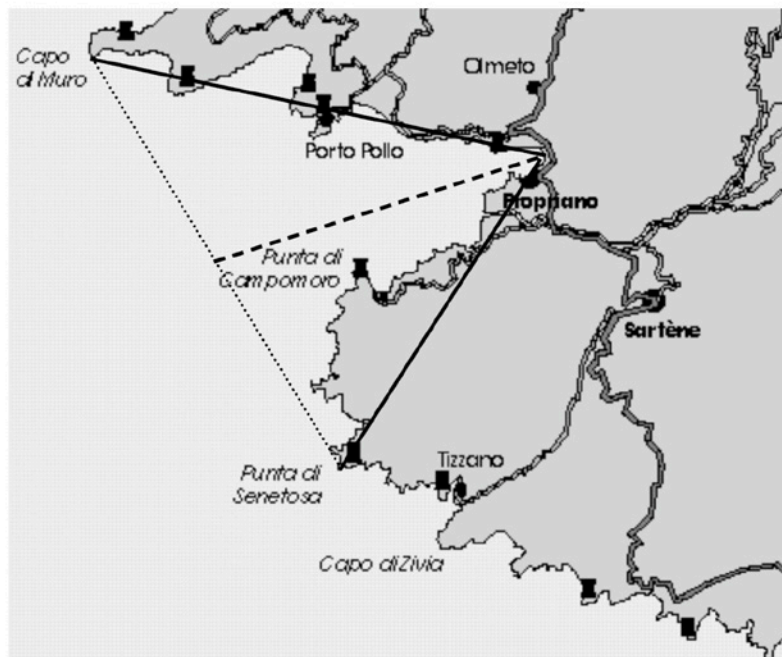 Capo
di Muro
Olmeto
Porto Pollo
Propriano
Punta di
Campomoro
Sartène
Tizzano
Punta di
Senetosa
Capo di Zivia